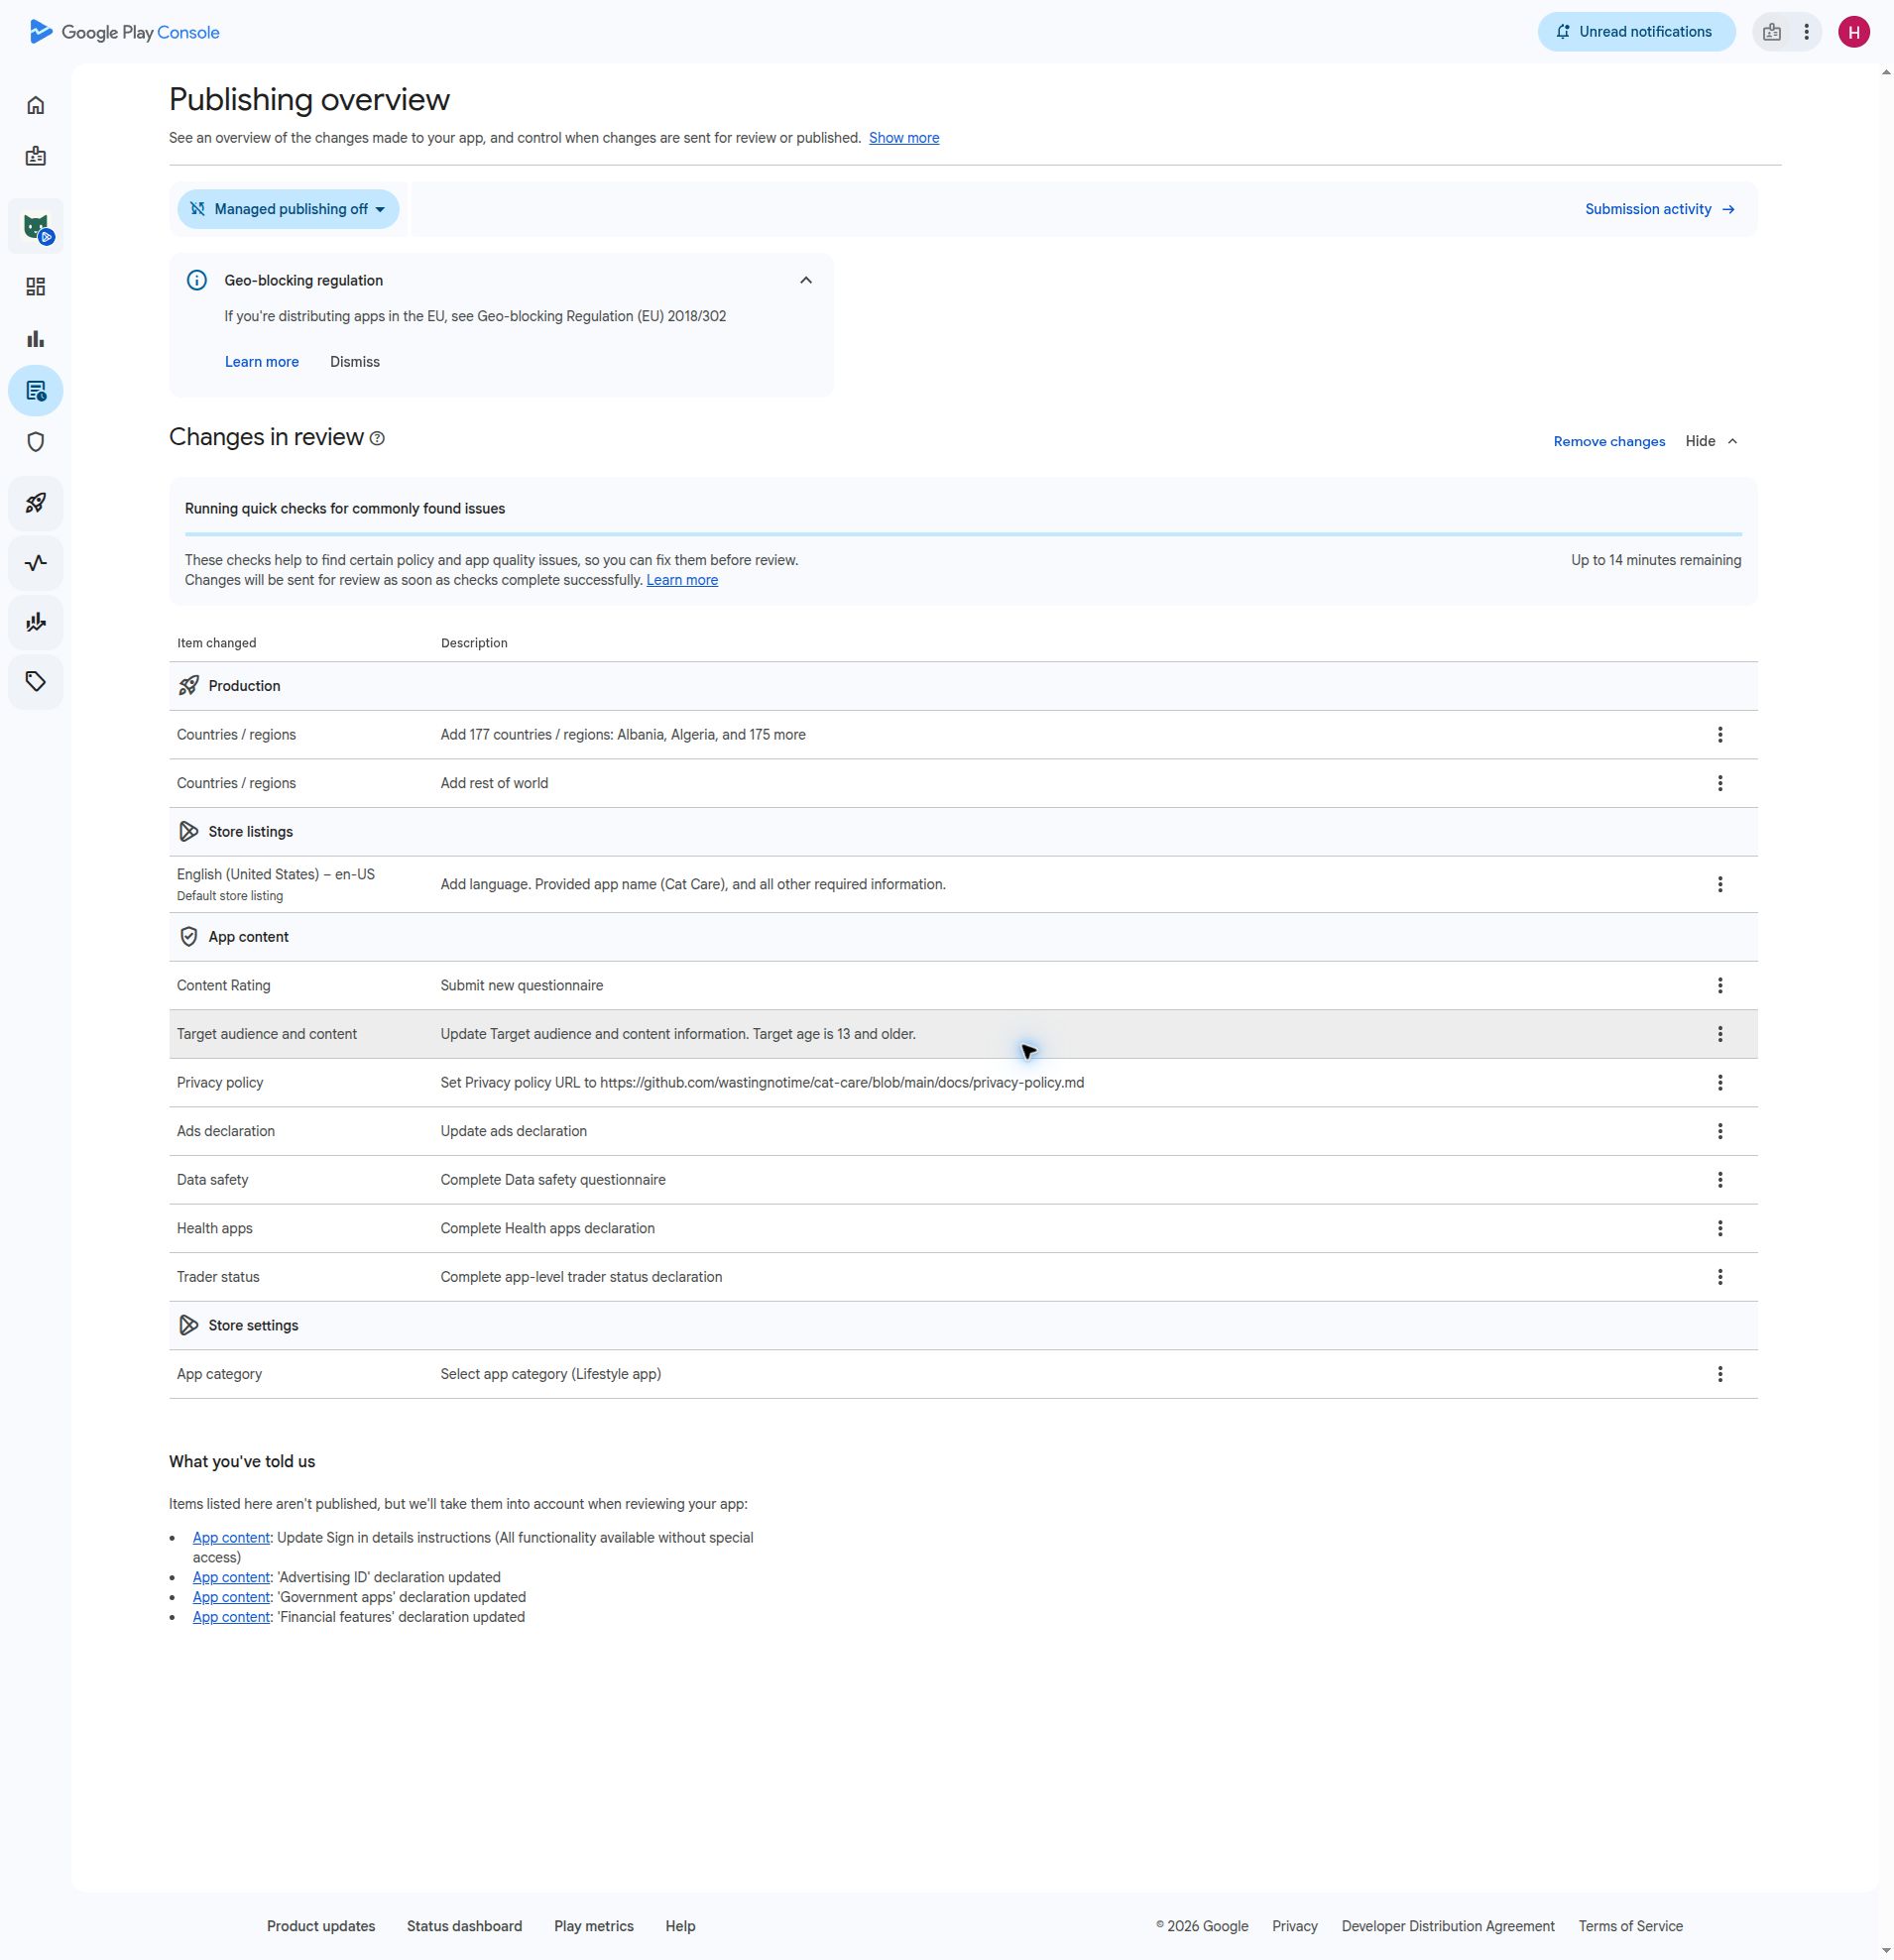 Google Play Console
Unread notifications
H
Publishing overview
See an overview of the changes made to your app, and control when changes are sent for review or published. Show more
Managed publishing off
Submission activity
Geo-blocking regulation
If you're distributing apps in the EU, see Geo-blocking Regulation (EU) 2018/302
Learn more Dismiss
Changes in review
Remove changes Hide
Running quick checks for commonly found issues
These checks help to find certain policy and app quality issues, so you can fix them before review. Up to 14 minutes remaining
Changes will be sent for review as soon as checks complete successfully. Learn more
Item changed Description
Production
Countries / regions Add 177 countries / regions: Albania, Algeria, and 175 more
Countries / regions Add rest of world
Store listings
English (United States) – en-US
Default store listing
Add language. Provided app name (Cat Care), and all other required information.
App content
Content Rating Submit new questionnaire
Target audience and content Update Target audience and content information. Target age is 13 and older.
Privacy policy Set Privacy policy URL to https://github.com/wastingnotime/cat-care/blob/main/docs/privacy-policy.md
Ads declaration Update ads declaration
Data safety Complete Data safety questionnaire
Health apps Complete Health apps declaration
Trader status Complete app-level trader status declaration
Store settings
App category Select app category (Lifestyle app)
What you've told us
Items listed here aren't published, but we'll take them into account when reviewing your app:
• App content: Update Sign in details instructions (All functionality available without special
access)
• App content: 'Advertising ID' declaration updated
• App content: 'Government apps' declaration updated
• App content: 'Financial features' declaration updated
Product updates Status dashboard Play metrics Help
© 2026 Google Privacy Developer Distribution Agreement Terms of Service